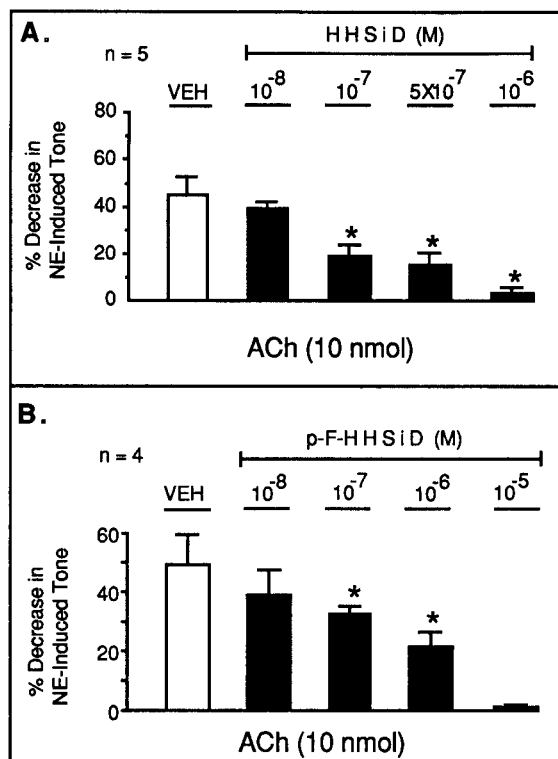 A.
HHSiD (M)
n = 5
VEH 10-8 10-7 5X10-7 10-6
% Decrease in
NE-Induced Tone
80
60
40
20
0
* * *
ACh (10 nmol)
B.
p-F-HHSiD (M)
n = 4
VEH 10-8 10-7 10-6 10-5
% Decrease in
NE-Induced Tone
60
40
20
0
* *
ACh (10 nmol)